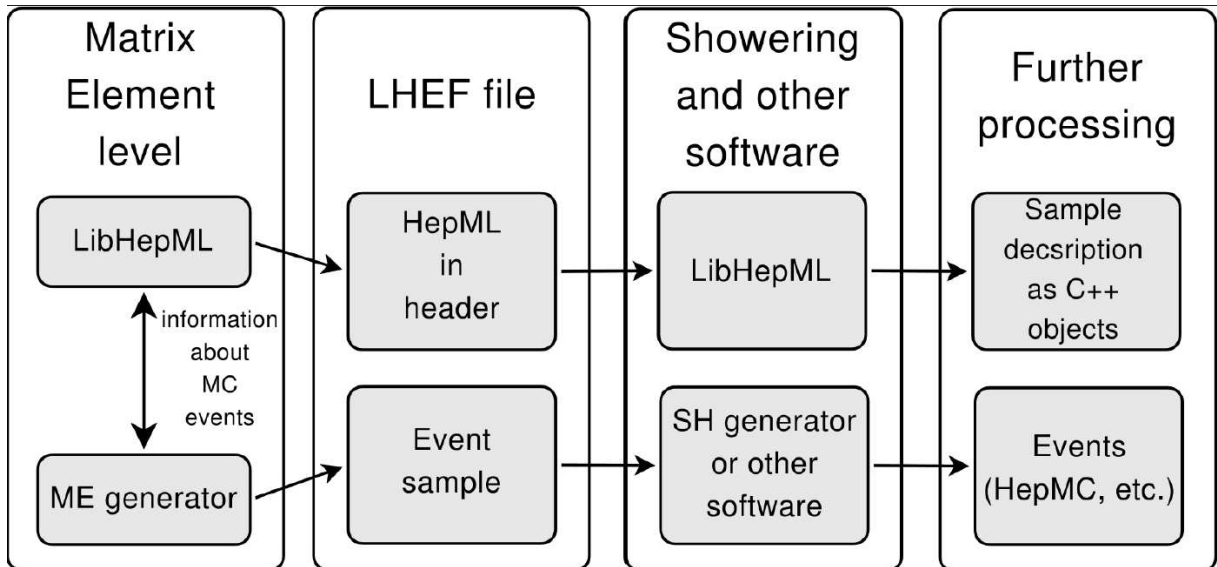 Matrix
Element
level
LibHepML
information
about
MC
events
ME generator
LHEF file
HepML
in
header
Event
sample
Showering
and other
software
LibHepML
SH generator
or other
software
Further
processing
Sample
decsription
as C++
objects
Events
(HepMC, etc.)